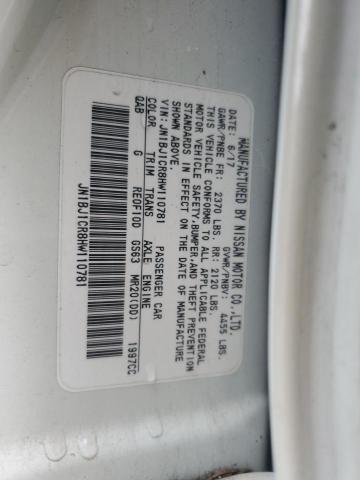 MANUFACTURED BY NISSAN MOTOR CO.,LTD.
6/17 GVWR/PNBV: 4455 LBS.
GAWR/PNBE FR: 2370 LBS. RR: 2120 LBS.
THIS VEHICLE CONFORMS TO ALL APPLICABLE FEDERAL
MOTOR VEHICLE SAFETY,BUMPER,AND THEFT PREVENTION
STANDARDS IN EFFECT ON THE DATE OF MANUFACTURE
SHOWN ABOVE.
VIN: JN1BJ1CR8HW110781 PASSENGER CAR
COLOR TRIM TRANS AXLE ENGINE
QAB G RE0F10D GS83 MR20(DD) 1997CC
JN1BJ1CR8HW110781